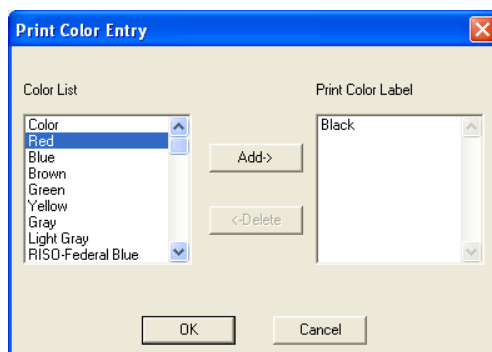 Print Color Entry
Color List
Print Color Label
Color
Red
Blue
Brown
Green
Yellow
Gray
Light Gray
RISO-Federal Blue
Add->
<-Delete
Black
OK
Cancel